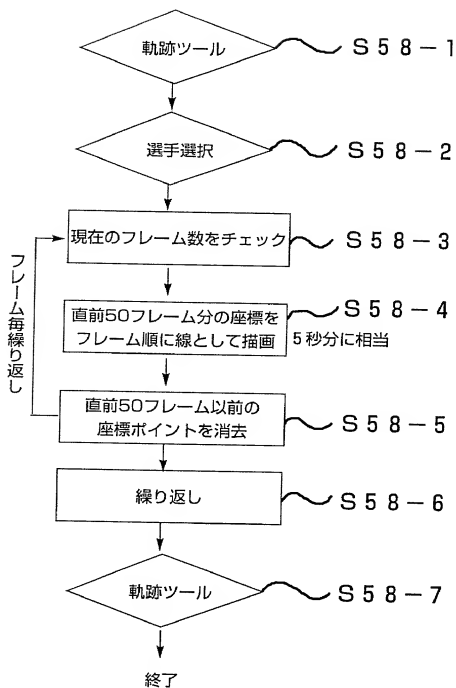 軌跡ツール
S58-1
選手選択
S58-2
現在のフレーム数をチェック
S58-3
フレーム毎繰り返し
直前50フレーム分の座標を
フレーム順に線として描画
S58-4
5秒分に相当
直前50フレーム以前の
座標ポイントを消去
S58-5
繰り返し
S58-6
軌跡ツール
S58-7
終了